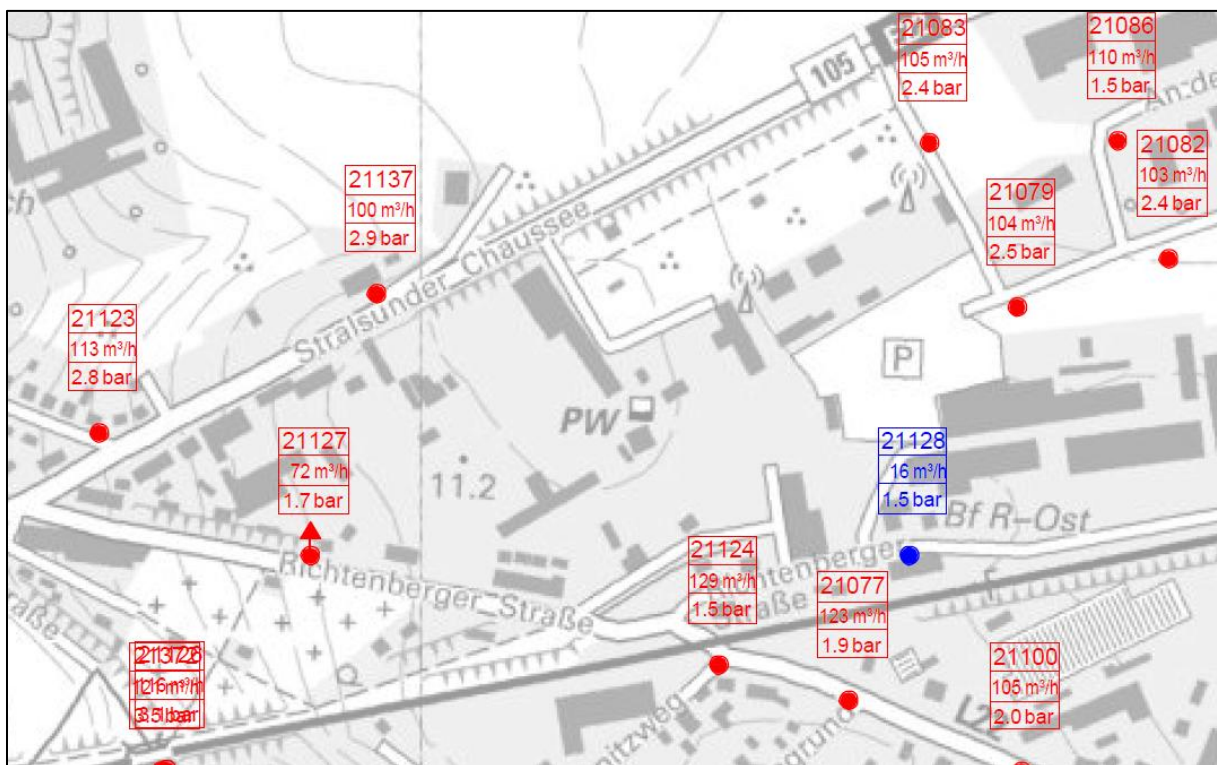 21083
105 m³/h
2.4 bar
21086
110 m³/h
1.5 bar
105
An der
21082
103 m³/h
2.4 bar
21137
100 m³/h
2.9 bar
21079
104 m³/h
2.5 bar
Stralsunder Chaussee
21123
113 m³/h
2.8 bar
P
PW
21127
72 m³/h
1.7 bar
11.2
21128
16 m³/h
1.5 bar
Bf R-Ost
21124
129 m³/h
1.5 bar
Richtenberger
Straße
21077
123 m³/h
1.9 bar
Richtenberger Straße
21100
105 m³/h
2.0 bar